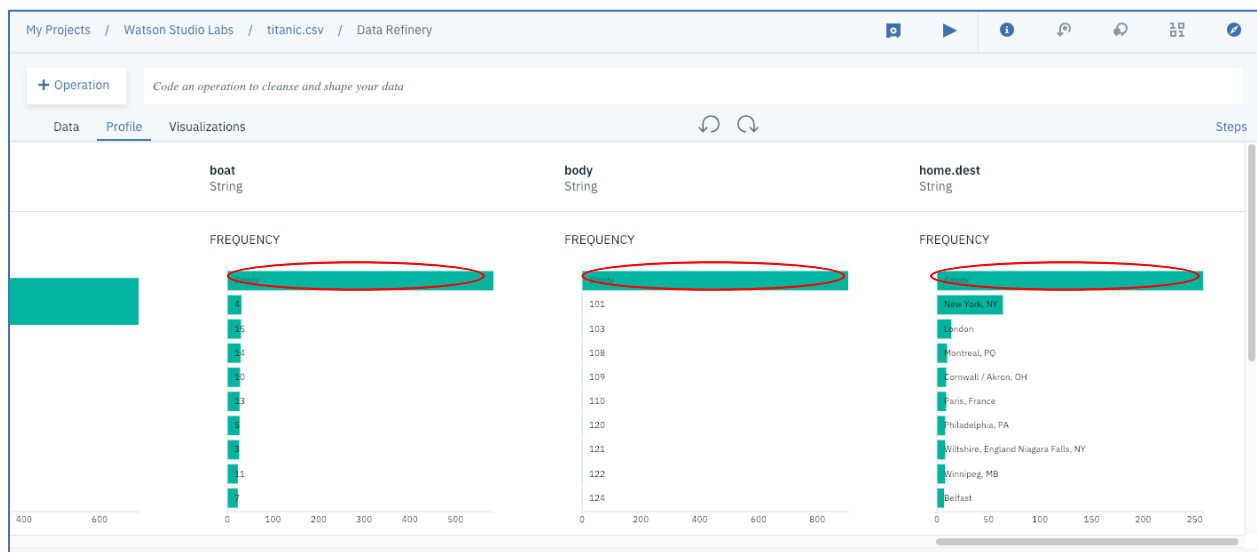 My Projects / Watson Studio Labs / titanic.csv / Data Refinery
+ Operation
Code an operation to cleanse and shape your data
Data Profile Visualizations
Steps
boat
String
FREQUENCY
Empty
4
15
14
10
13
5
3
11
7
400 600
0 100 200 300 400 500
body
String
FREQUENCY
Empty
101
103
108
109
110
120
121
122
124
0 200 400 600 800
home.dest
String
FREQUENCY
Empty
New York, NY
London
Montreal, PQ
Cornwall / Akron, OH
Paris, France
Philadelphia, PA
Wiltshire, England Niagara Falls, NY
Winnipeg, MB
Belfast
0 50 100 150 200 250